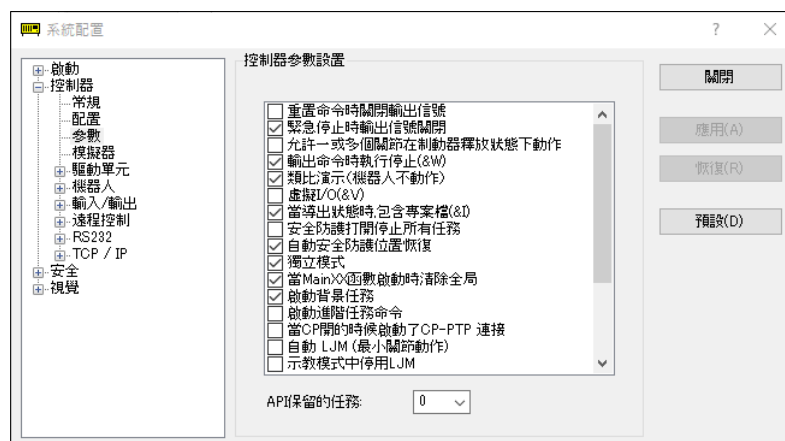 系統配置
啟動
控制器
常規
配置
參數
模擬器
驅動單元
機器人
輸入/輸出
遠程控制
RS232
TCP / IP
安全
視覺
控制器參數設置
重置命令時關閉輸出信號
緊急停止時輸出信號關閉
允許一或多個關節在制動器釋放狀態下動作
輸出命令時執行停止(&W)
類比演示(機器人不動作)
虛擬I/O(&V)
當導出狀態時,包含專案檔(&I)
安全防護打開停止所有任務
自動安全防護位置恢復
獨立模式
當MainXX函數啟動時清除全局
啟動背景任務
啟動進階任務命令
當CP開的時候啟動了CP-PTP 連接
自動 LJM (最小關節動作)
示教模式中停用LJM
API保留的任務:
0
關閉
應用(A)
恢復(R)
預設(D)